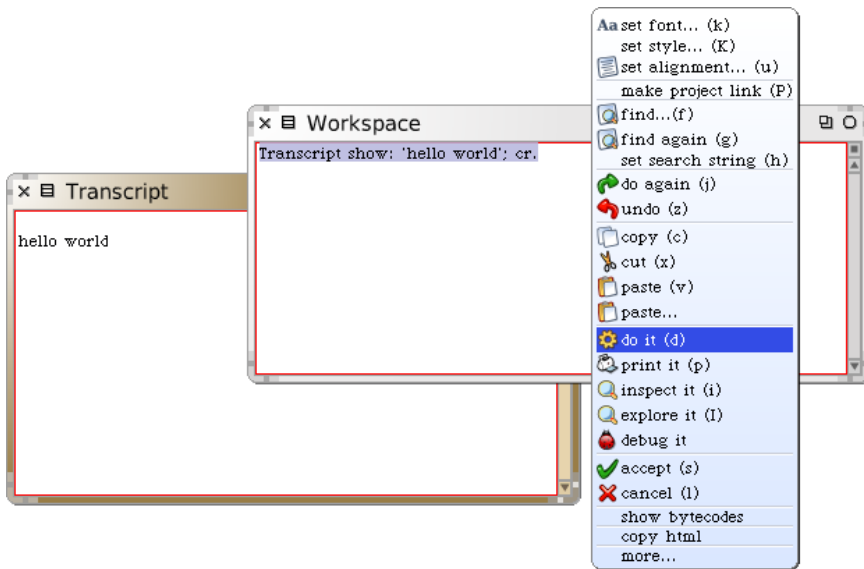 Workspace
Transcript show: 'hello world'; cr.
Transcript
hello world
Aa set font... (k)
set style... (K)
set alignment... (u)
make project link (P)
find...(f)
find again (g)
set search string (h)
do again (j)
undo (z)
copy (c)
cut (x)
paste (v)
paste...
do it (d)
print it (p)
inspect it (i)
explore it (I)
debug it
accept (s)
cancel (l)
show bytecodes
copy html
more...